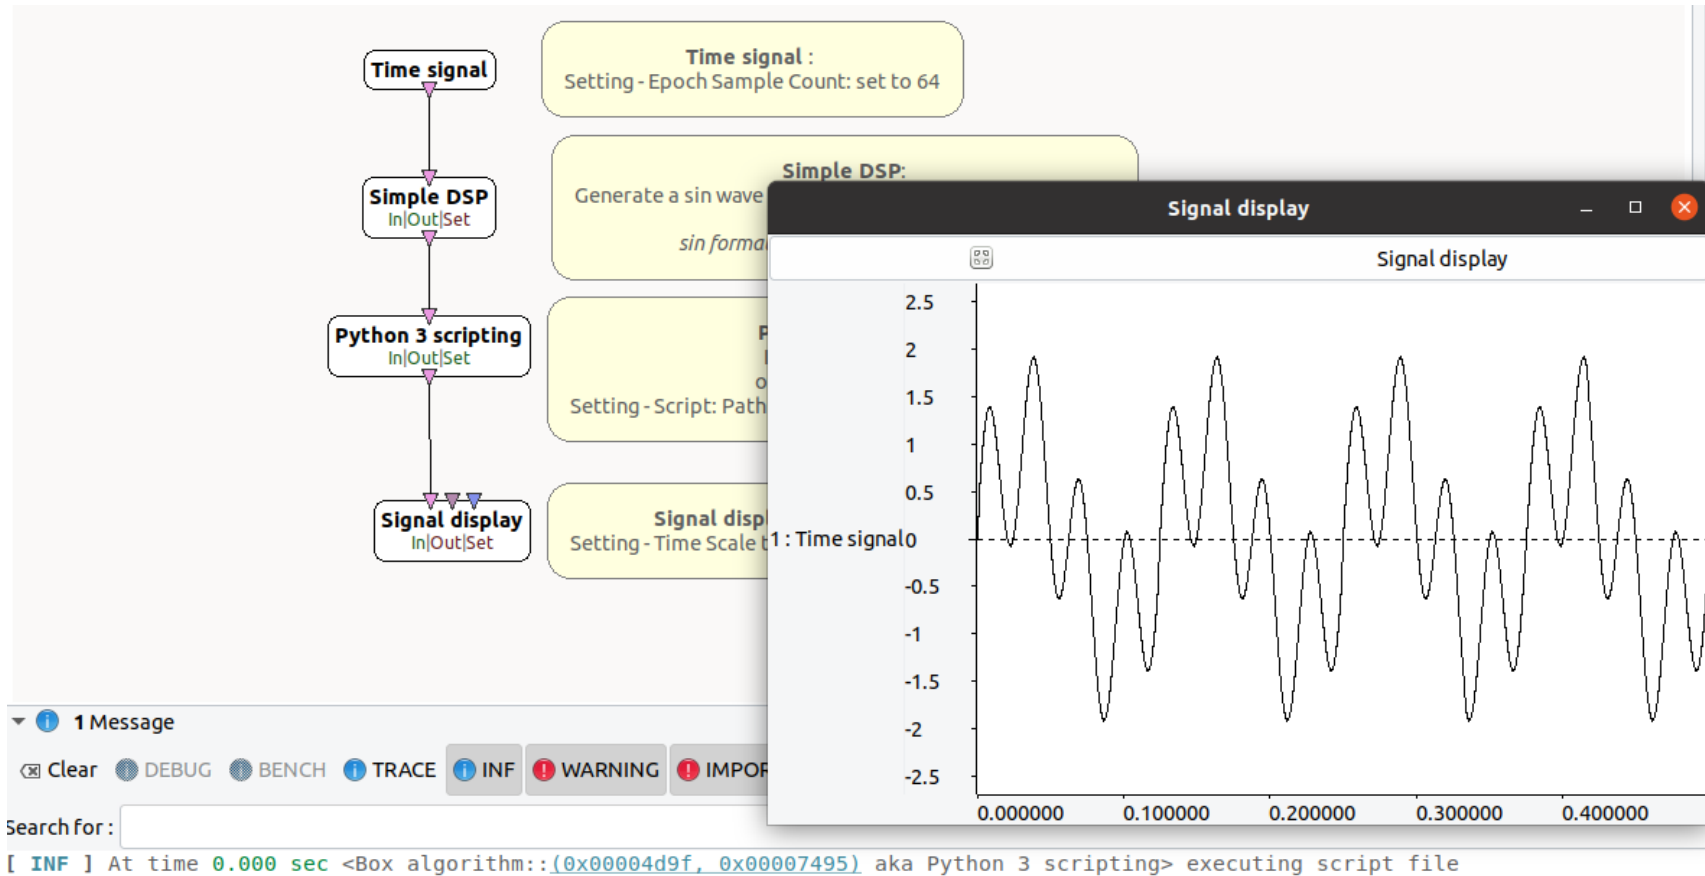 Time signal
Time signal :
Setting - Epoch Sample Count: set to 64
Simple DSP
In|Out|Set
Simple DSP:
Generate a sin wave
sin forma
Python 3 scripting
In|Out|Set
Setting - Script: Path
Signal display
In|Out|Set
Signal disp
Setting - Time Scale t
Signal display
Signal display
2.5
2
1.5
1
0.5
1 : Time signal 0
-0.5
-1
-1.5
-2
-2.5
0.000000 0.100000 0.200000 0.300000 0.400000
1 Message
Clear DEBUG BENCH TRACE INF WARNING IMPOR
Search for :
[ INF ] At time 0.000 sec <Box algorithm::(0x00004d9f, 0x00007495) aka Python 3 scripting> executing script file